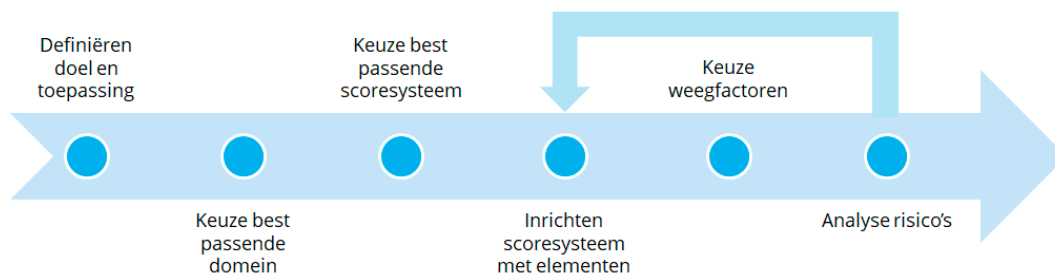 Definiëren
doel en
toepassing
Keuze best
passende
domein
Keuze best
passende
scoresysteem
Inrichten
scoresysteem
met elementen
Keuze
weegfactoren
Analyse risico's